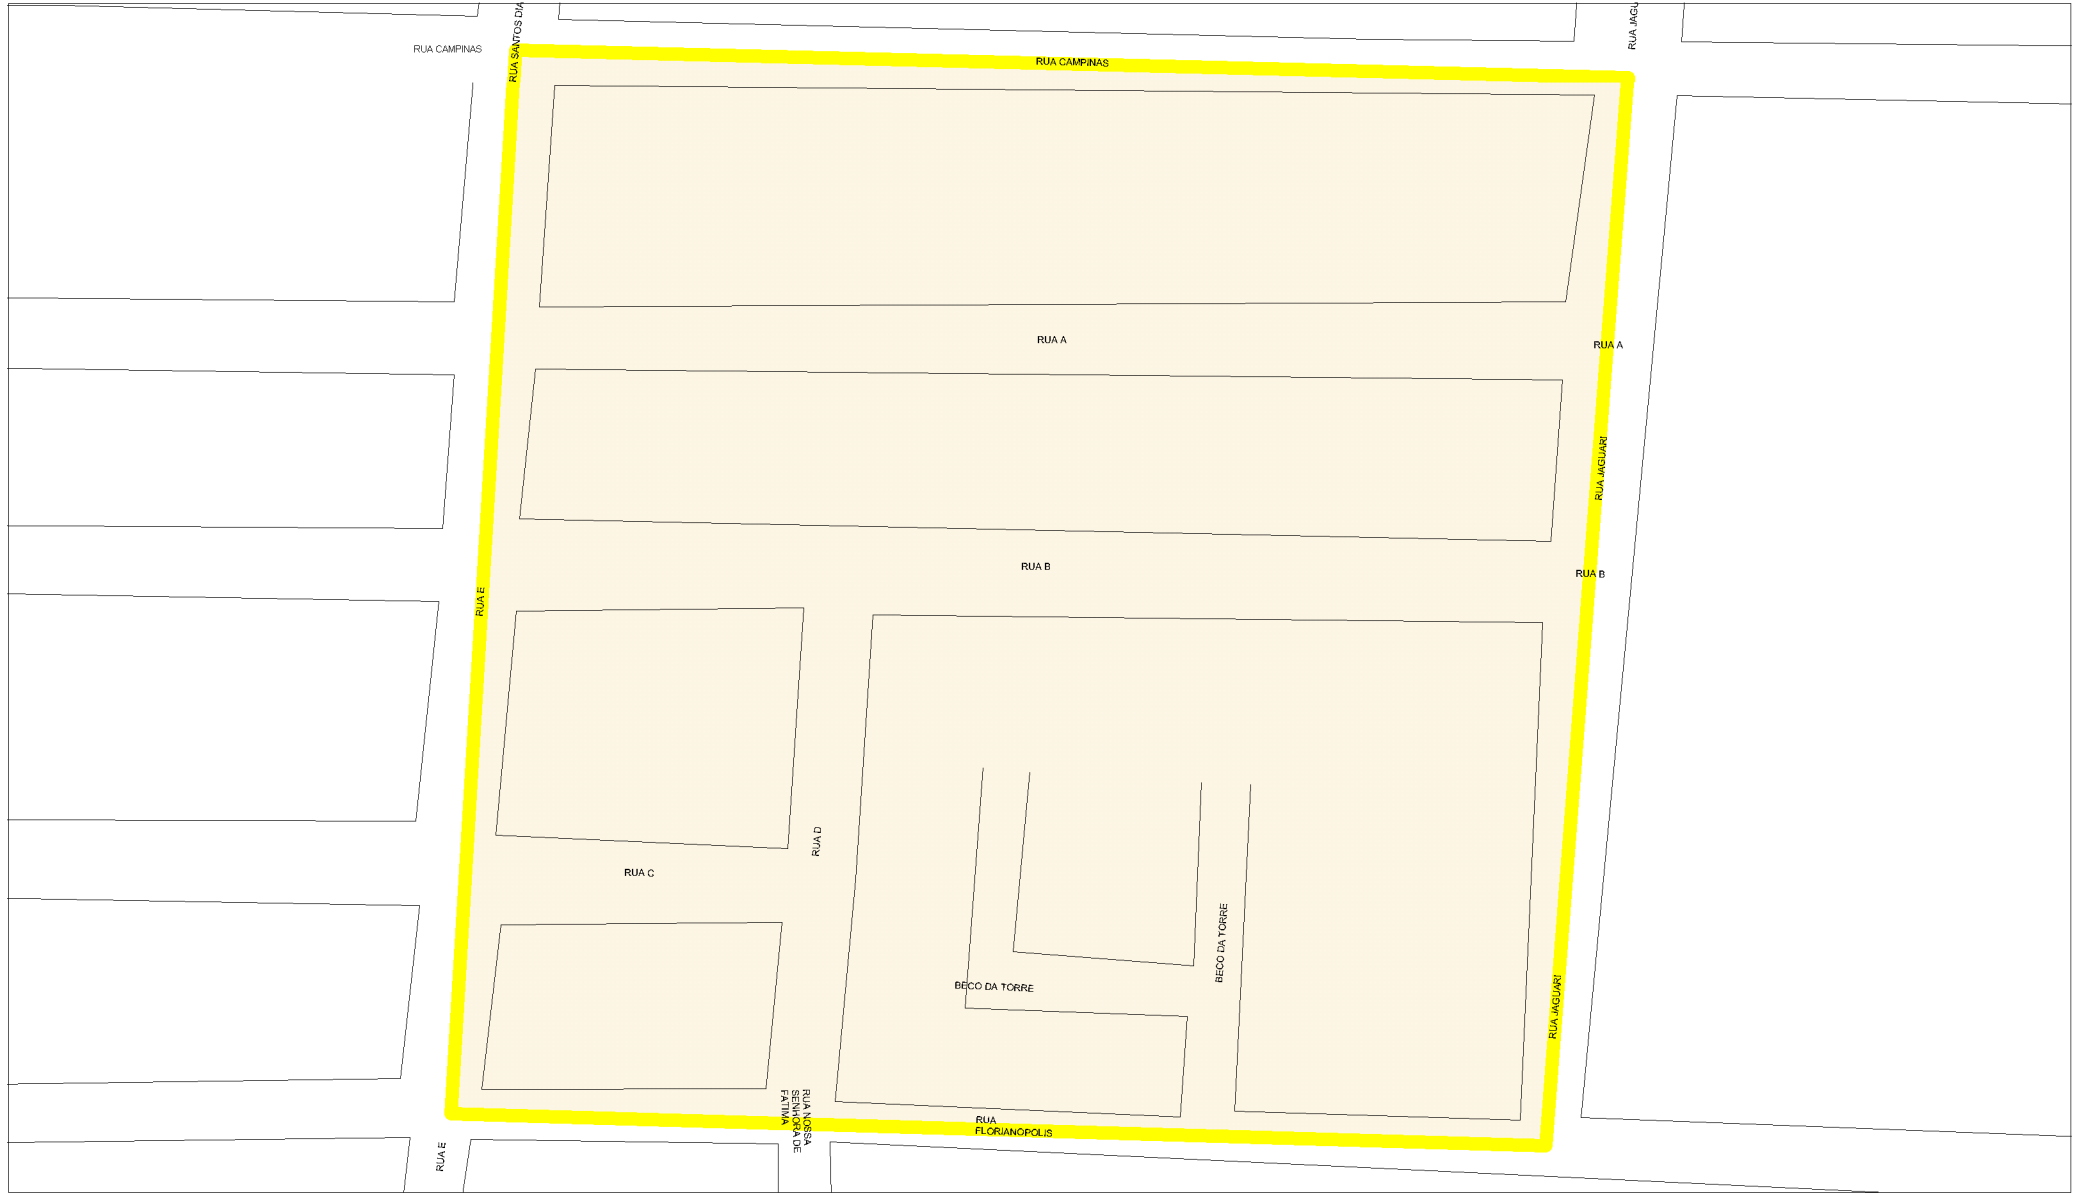 RUA SANTOS DIA
RUA JAGU
RUA CAMPINAS
RUA CAMPINAS
RUA A
RUA A
RUA JAGUARI
RUA B
RUA B
RUA E
RUA D
RUA C
BECO DA TORRE
BECO DA TORRE
RUA JAGUARI
RUA NOSSA
SENHORA DE
FATIMA
RUA
FLORIANOPOLIS
RUA E